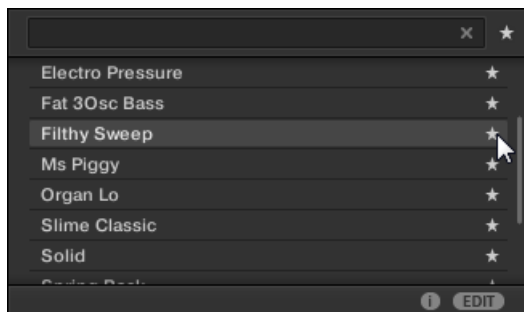 Electro Pressure
Fat 3Osc Bass
Filthy Sweep
Ms Piggy
Organ Lo
Slime Classic
Solid
EDIT